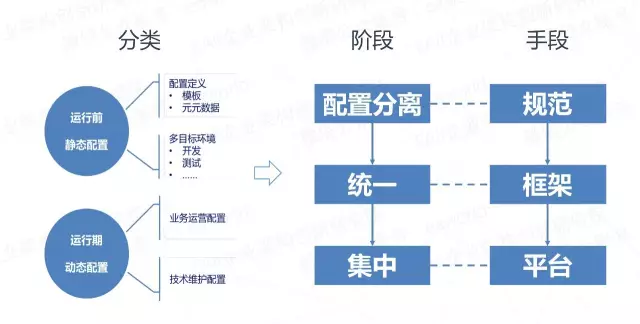 分类
阶段
手段
运行前
静态配置
配置定义
• 模板
• 元元数据
多目标环境
• 开发
• 测试
• ......
运行期
动态配置
业务运营配置
技术维护配置
配置分离
规范
统一
框架
集中
平台